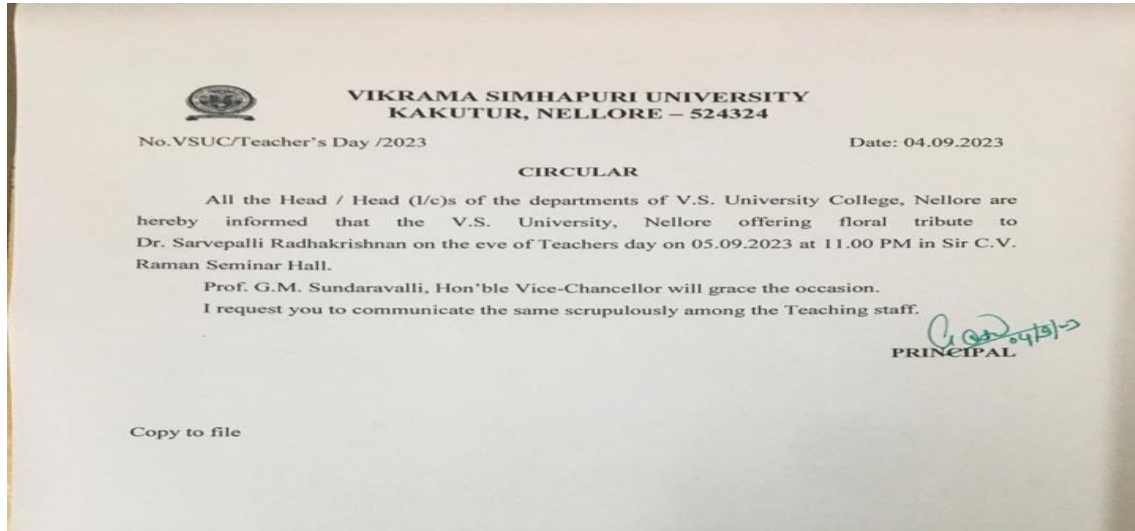 VIKRAMA SIMHAPURI UNIVERSITY
KAKUTUR, NELLORE – 524324
No.VSUC/Teacher's Day /2023 Date: 04.09.2023
CIRCULAR
All the Head / Head (I/c)s of the departments of V.S. University College, Nellore are
hereby informed that the V.S. University, Nellore offering floral tribute to
Dr. Sarvepalli Radhakrishnan on the eve of Teachers day on 05.09.2023 at 11.00 PM in Sir C.V.
Raman Seminar Hall.
Prof. G.M. Sundaravalli, Hon'ble Vice-Chancellor will grace the occasion.
I request you to communicate the same scrupulously among the Teaching staff.
PRINCIPAL
Copy to file